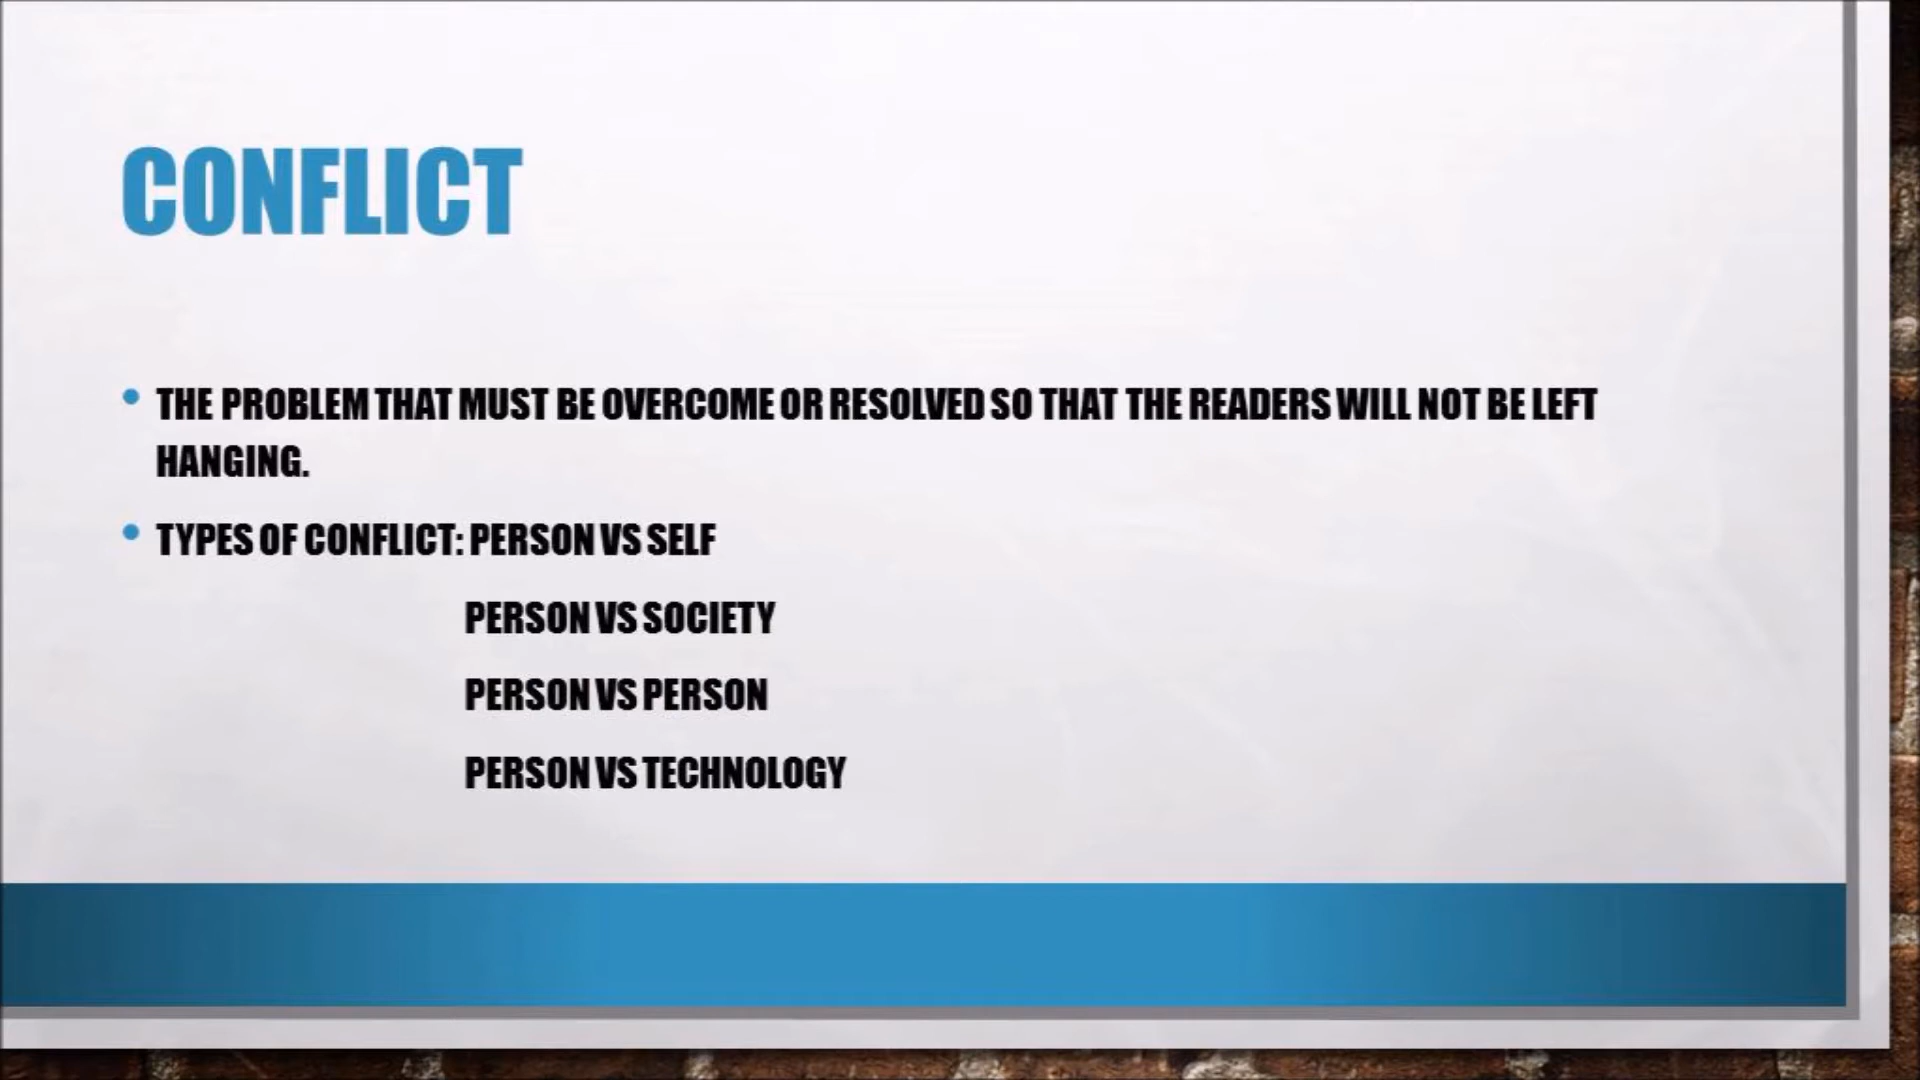 CONFLICT
THE PROBLEM THAT MUST BE OVERCOME OR RESOLVED SO THAT THE READERS WILL NOT BE LEFT
HANGING.
TYPES OF CONFLICT: PERSON VS SELF
PERSON VS SOCIETY
PERSON VS PERSON
PERSON VS TECHNOLOGY